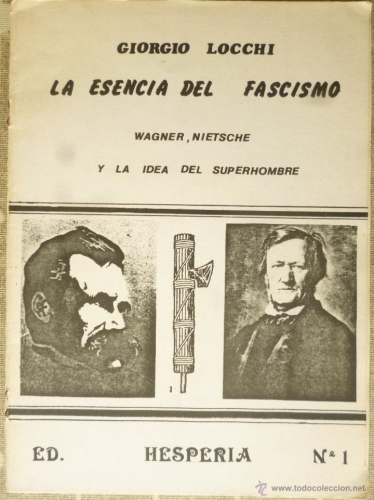 GIORGIO LOCCHI
LA ESENCIA DEL FASCISMO
WAGNER, NIETSCHE
Y LA IDEA DEL SUPERHOMBRE
ED. HESPERIA Nº 1
© www.todocoleccion.net